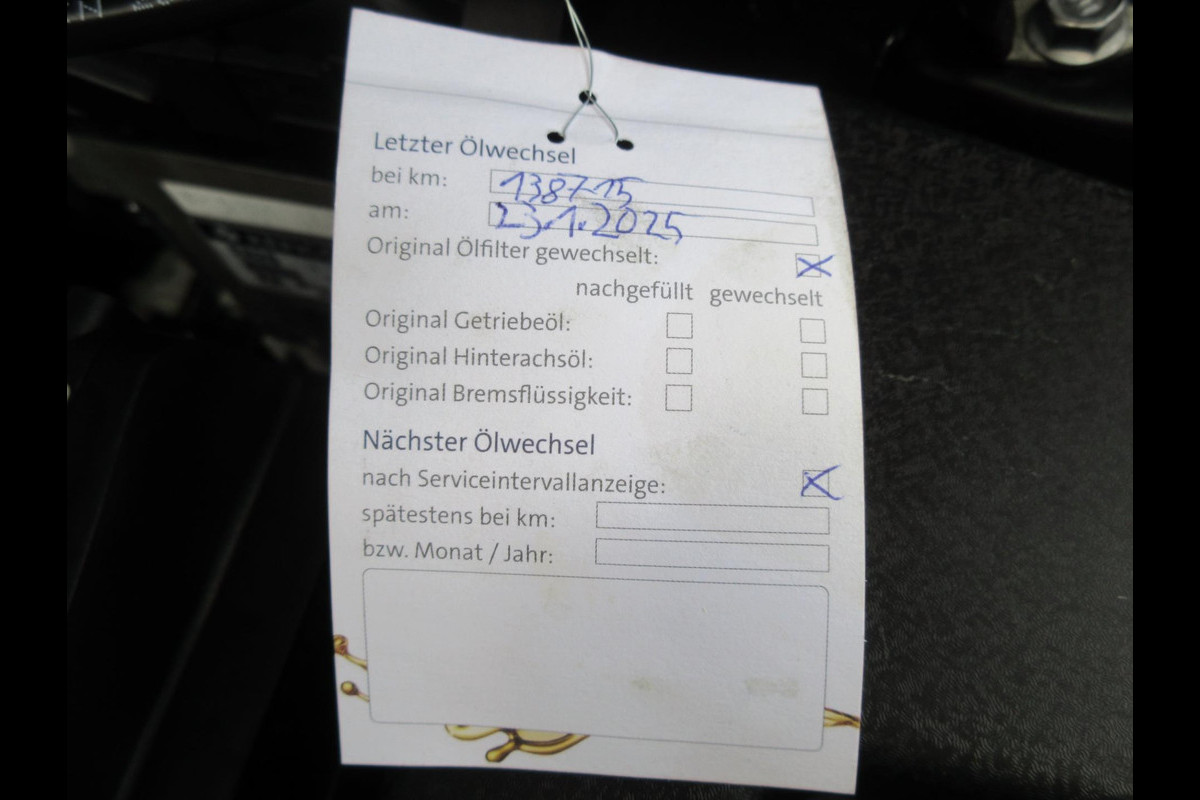 Letzter Ölwechsel
bei km: 138715
am: 23.1.2025
Original Ölfilter gewechselt:
nachgefüllt gewechselt
Original Getriebeöl:
Original Hinterachsöl:
Original Bremsflüssigkeit:
Nächster Ölwechsel
nach Serviceintervallanzeige:
spätestens bei km:
bzw. Monat / Jahr: